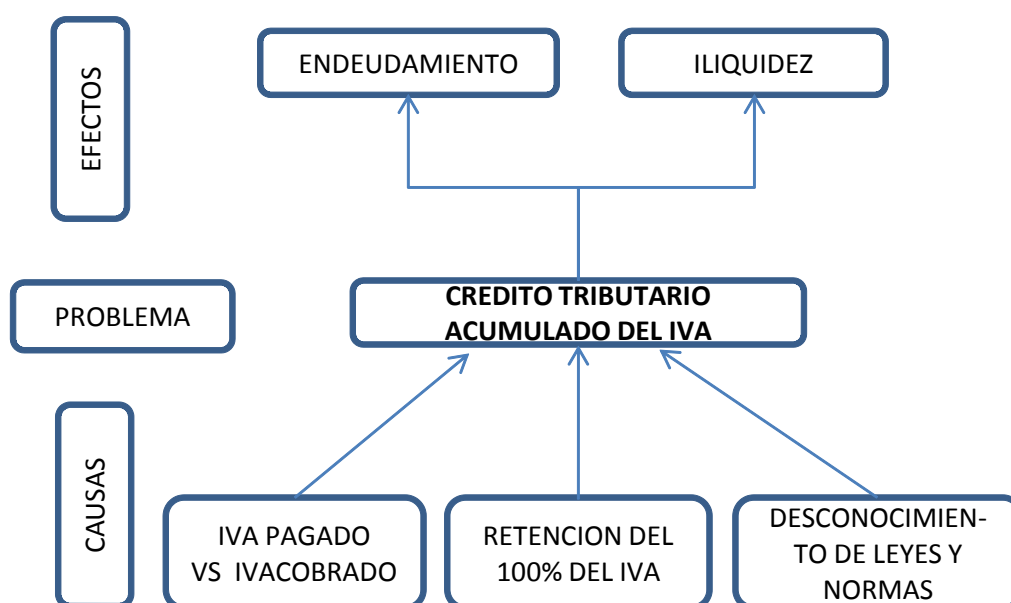 EFECTOS
ENDEUDAMIENTO
ILIQUIDEZ
PROBLEMA
CREDITO TRIBUTARIO
ACUMULADO DEL IVA
CAUSAS
IVA PAGADO
VS IVACOBRADO
RETENCION DEL
100% DEL IVA
DESCONOCIMIEN-
TO DE LEYES Y
NORMAS